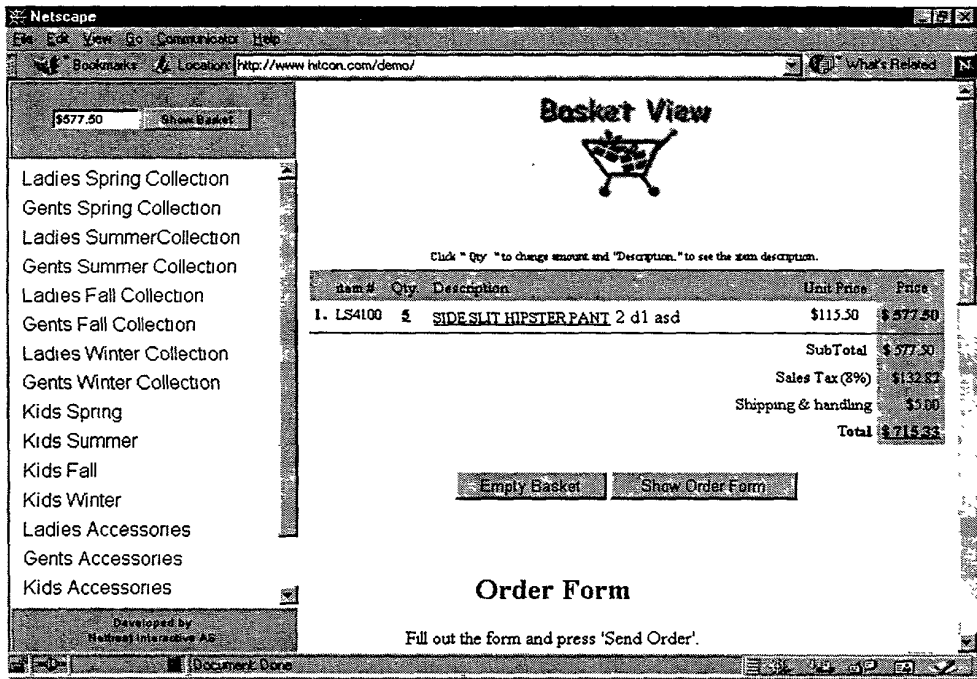 Netscape
File Edit View Go Communicator Help
Bookmarks Location: http://www.hitcon.com/demo/ What's Related N
$577.50 Show Basket
Ladies Spring Collection
Gents Spring Collection
Ladies SummerCollection
Gents Summer Collection
Ladies Fall Collection
Gents Fall Collection
Ladies Winter Collection
Gents Winter Collection
Kids Spring
Kids Summer
Kids Fall
Kids Winter
Ladies Accessories
Gents Accessories
Kids Accessories
Developed by
Interactive AS
Basket View
Click " Qty " to change amount and "Description" to see the item description.
item # Qty Description Unit Price Price
1. LS4100 5 SIDE SLIT HIPSTER PANT 2 d1 asd $115.50 $ 577.50
SubTotal $ 577.50
Sales Tax (8%) $132.82
Shipping & handling $5.00
Total $ 715.33
Empty Basket Show Order Form
Order Form
Fill out the form and press 'Send Order'.
Document: Done